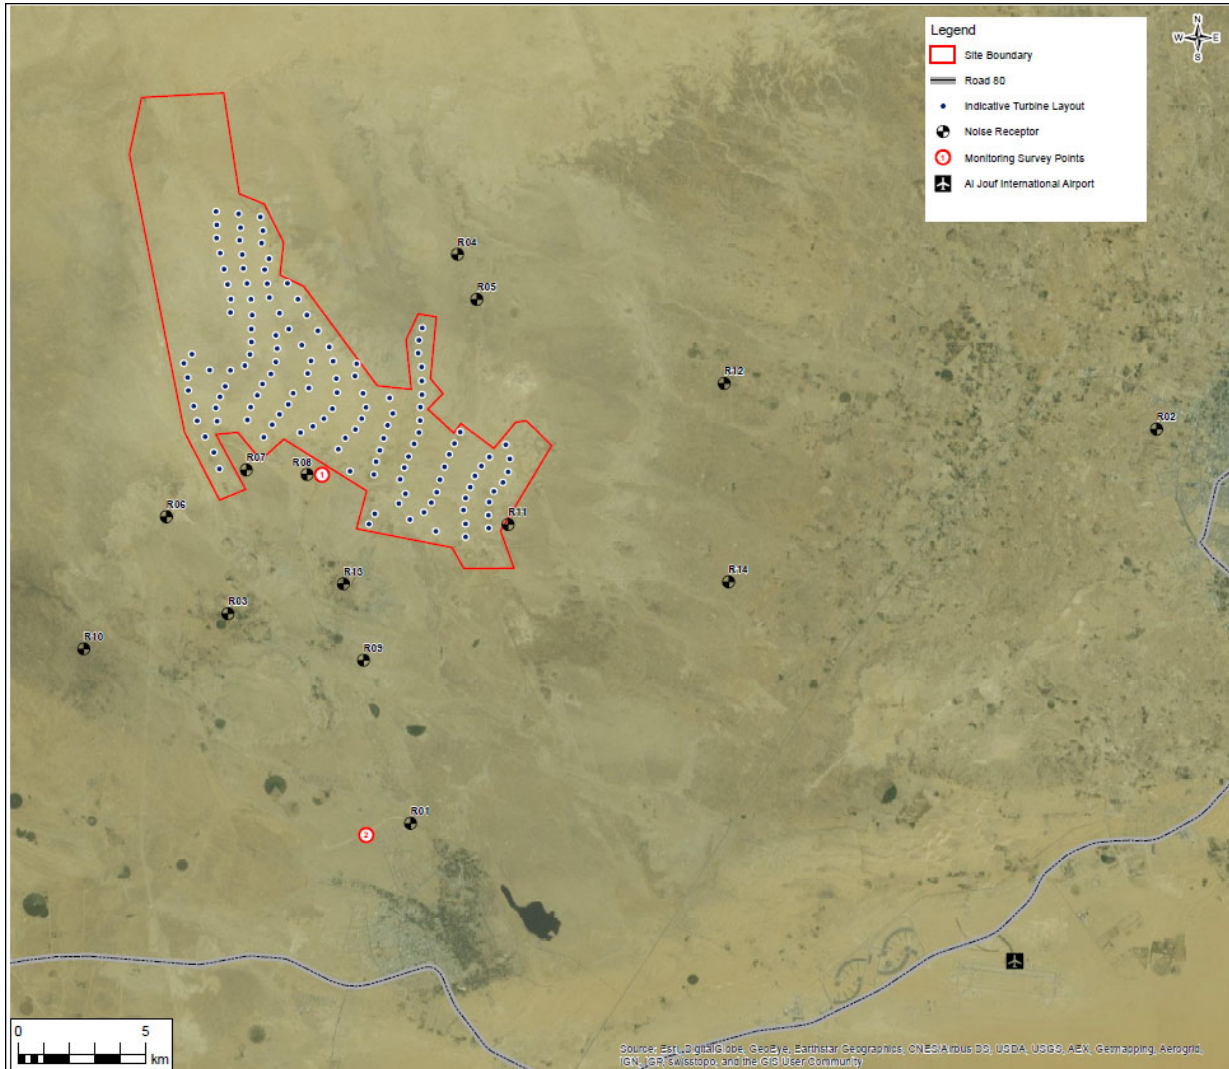 N
W E
S
Legend
Site Boundary
Road 80
Indicative Turbine Layout
Noise Receptor
1 Monitoring Survey Points
Al Jouf International Airport
R04
R05
R12
R02
R07
R08
1
R06
R11
R13
R14
R03
R10
R09
R01
2
0 5
km
Source: Esri, DigitalGlobe, GeoEye, Earthstar Geographics, CNES/Airbus DS, USDA, USGS, AEX, Getmapping, Aerogrid,
IGN, IGP, swisstopo, and the GIS User Community